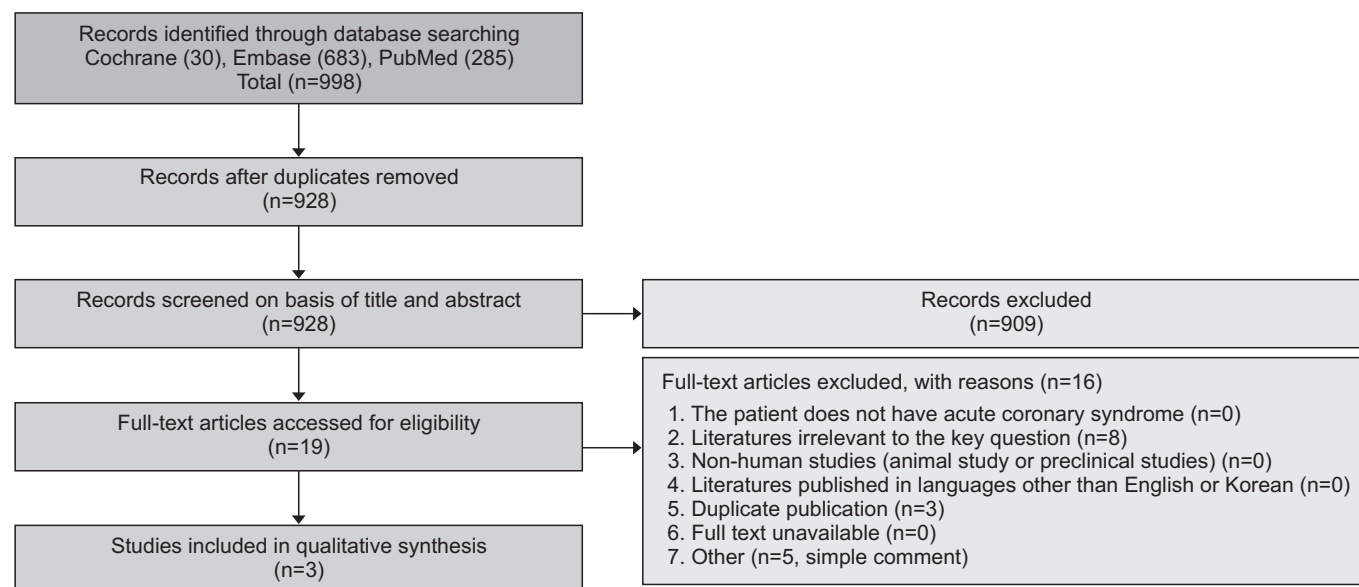 Records identified through database searching
Cochrane (30), Embase (683), PubMed (285)
Total (n=998)
Records after duplicates removed
(n=928)
Records screened on basis of title and abstract
(n=928)
Records excluded
(n=909)
Full-text articles accessed for eligibility
(n=19)
Full-text articles excluded, with reasons (n=16)
1. The patient does not have acute coronary syndrome (n=0)
2. Literatures irrelevant to the key question (n=8)
3. Non-human studies (animal study or preclinical studies) (n=0)
4. Literatures published in languages other than English or Korean (n=0)
5. Duplicate publication (n=3)
6. Full text unavailable (n=0)
7. Other (n=5, simple comment)
Studies included in qualitative synthesis
(n=3)